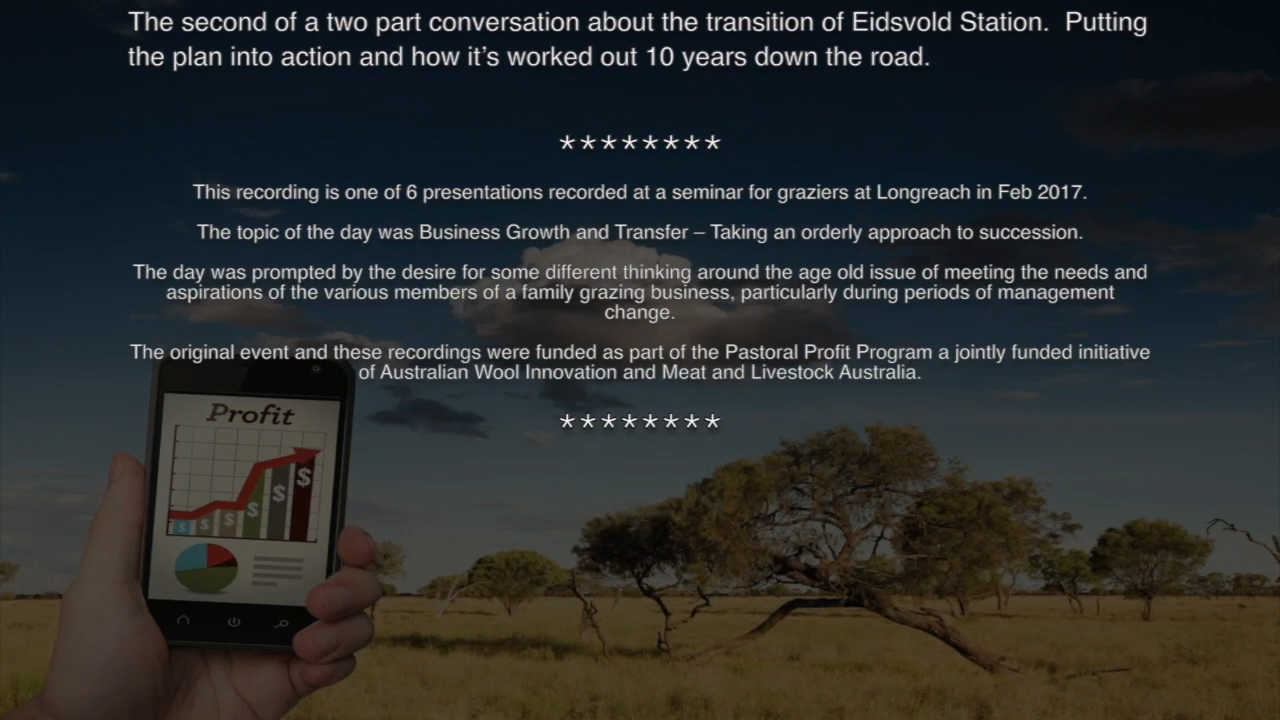 The second of a two part conversation about the transition of Eidsvold Station.  Putting
the plan into action and how it’s worked out 10 years down the road.
********
This recording is one of 6 presentations recorded at a seminar for graziers at Longreach in Feb 2017.
The topic of the day was Business Growth and Transfer – Taking an orderly approach to succession.
The day was prompted by the desire for some different thinking around the age old issue of meeting the needs and
aspirations of the various members of a family grazing business, particularly during periods of management
change.
The original event and these recordings were funded as part of the Pastoral Profit Program a jointly funded initiative
of Australian Wool Innovation and Meat and Livestock Australia.
********
Profit
$ $ $ $ $ $